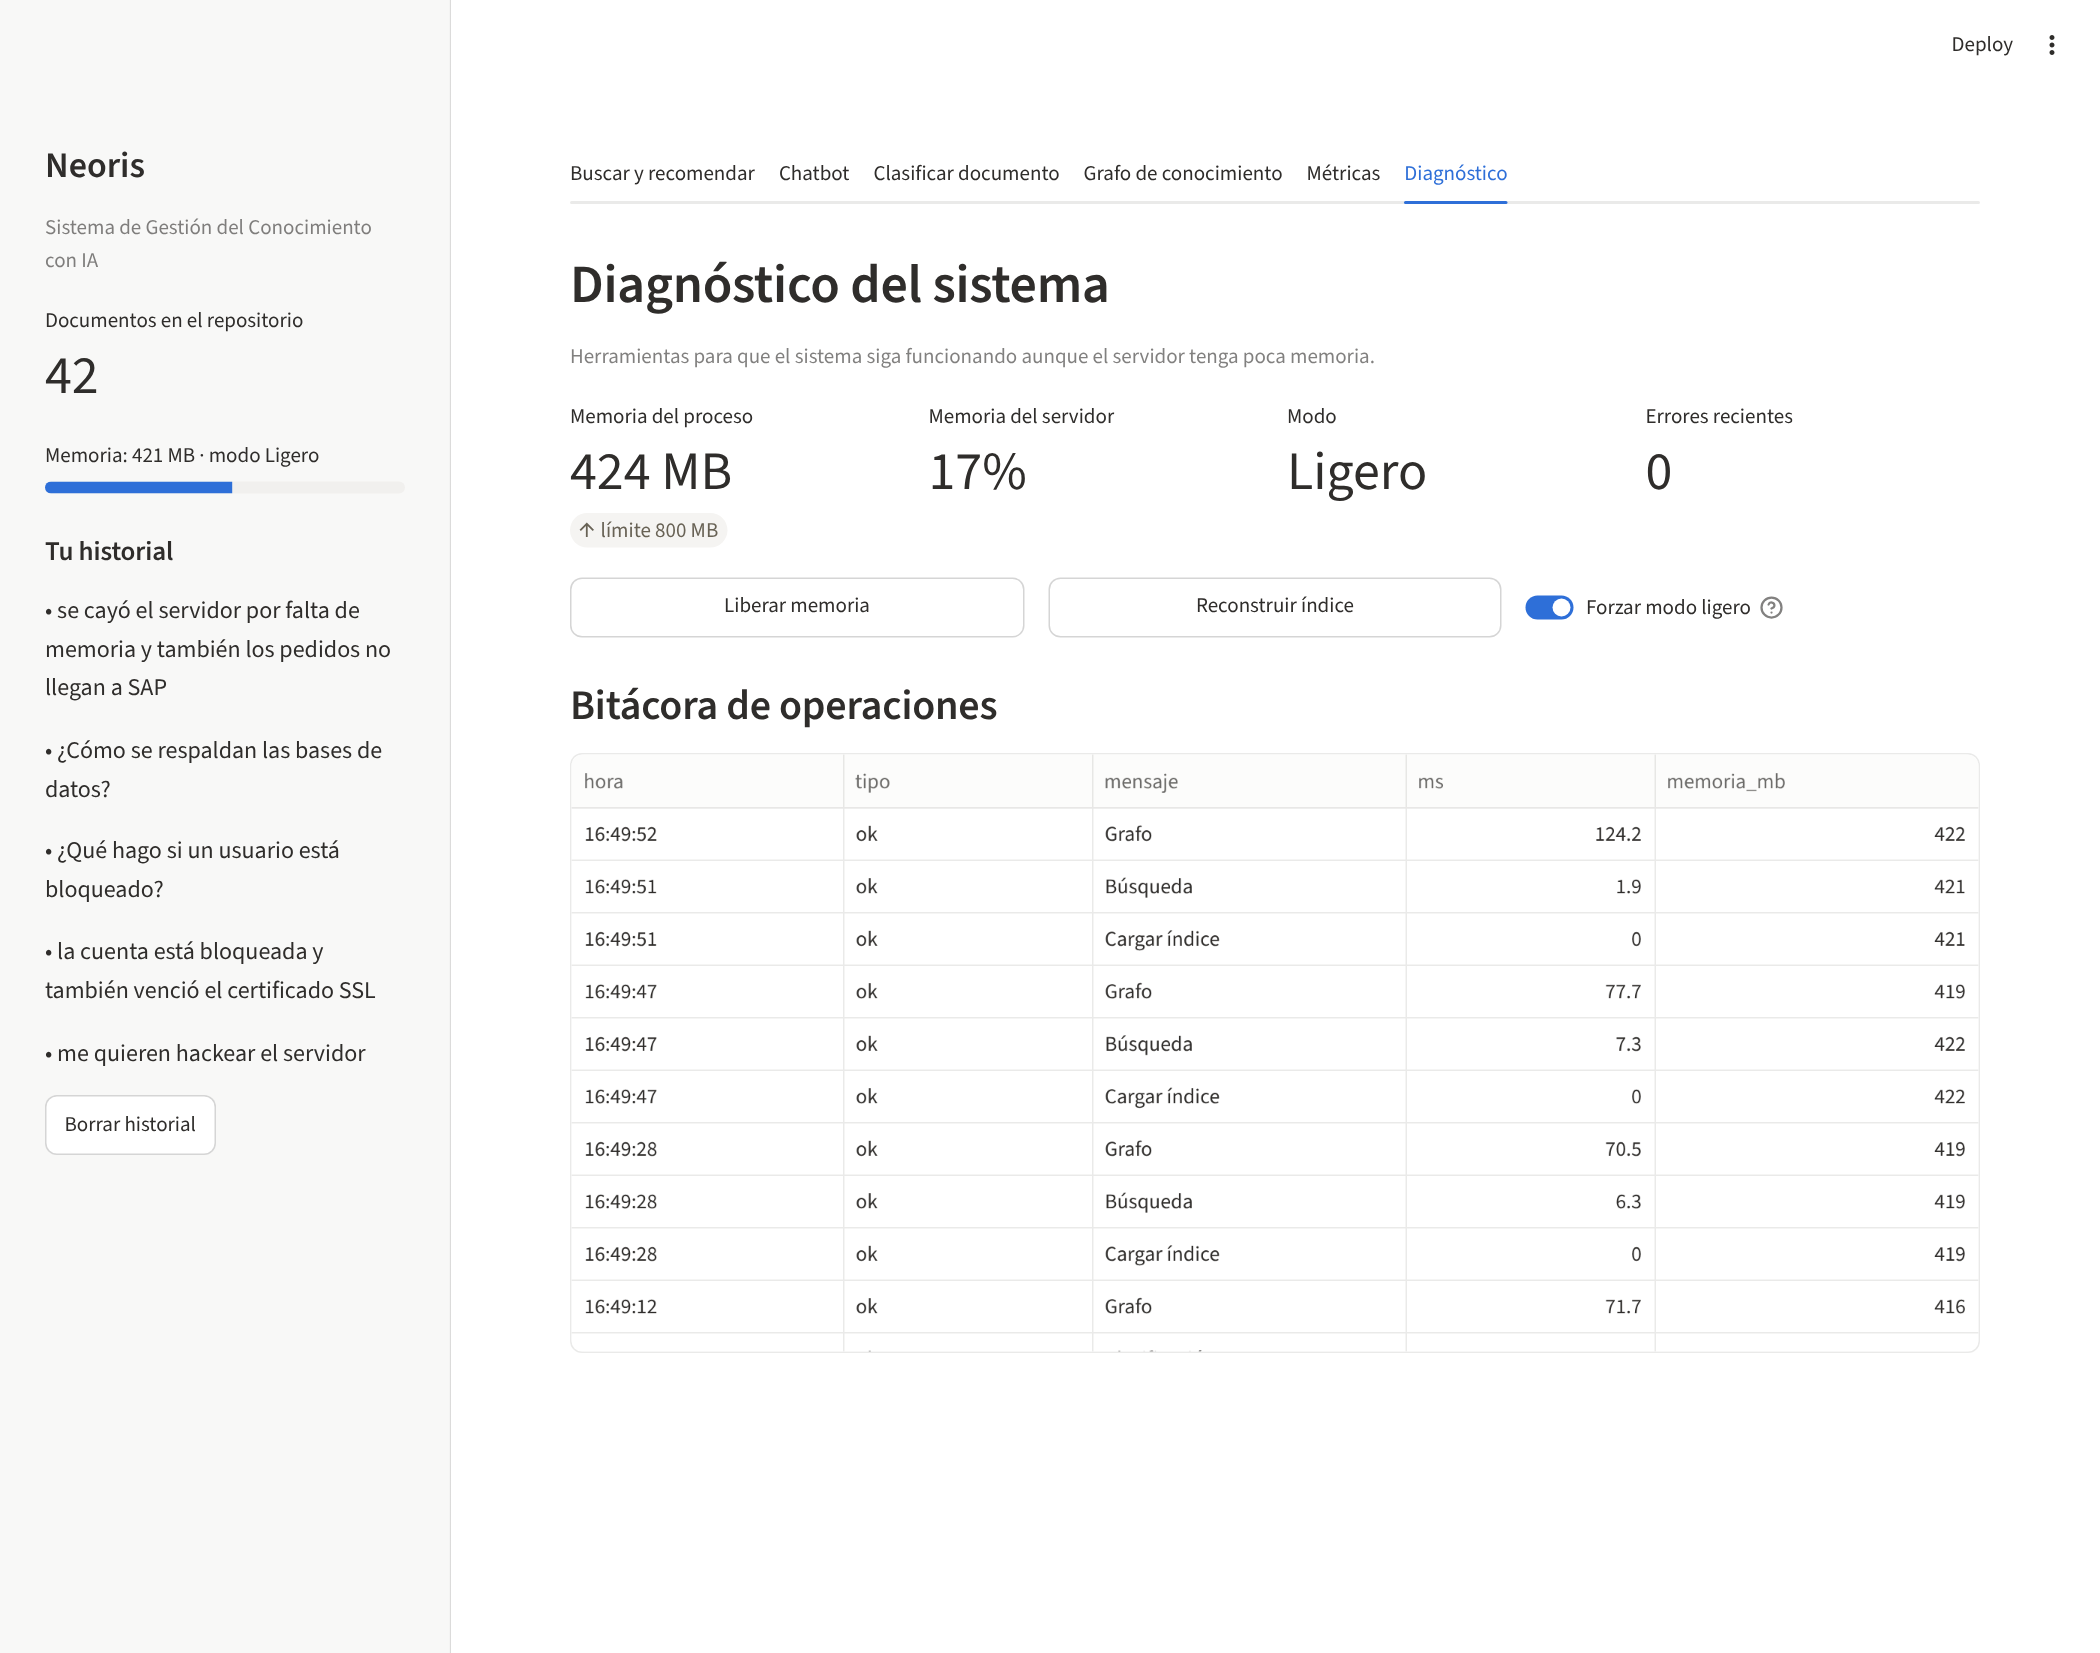 Deploy
Neoris
Sistema de Gestión del Conocimiento
con IA
Documentos en el repositorio
42
Memoria: 421 MB · modo Ligero
Tu historial
• se cayó el servidor por falta de
memoria y también los pedidos no
llegan a SAP
• ¿Cómo se respaldan las bases de
datos?
• ¿Qué hago si un usuario está
bloqueado?
• la cuenta está bloqueada y
también venció el certificado SSL
• me quieren hackear el servidor
Borrar historial
Buscar y recomendar Chatbot Clasificar documento Grafo de conocimiento Métricas Diagnóstico
Diagnóstico del sistema
Herramientas para que el sistema siga funcionando aunque el servidor tenga poca memoria.
Memoria del proceso Memoria del servidor Modo Errores recientes
424 MB 17% Ligero 0
↑ límite 800 MB
Liberar memoria Reconstruir índice Forzar modo ligero
Bitácora de operaciones
hora tipo mensaje ms memoria_mb
16:49:52 ok Grafo 124.2 422
16:49:51 ok Búsqueda 1.9 421
16:49:51 ok Cargar índice 0 421
16:49:47 ok Grafo 77.7 419
16:49:47 ok Búsqueda 7.3 422
16:49:47 ok Cargar índice 0 422
16:49:28 ok Grafo 70.5 419
16:49:28 ok Búsqueda 6.3 419
16:49:28 ok Cargar índice 0 419
16:49:12 ok Grafo 71.7 416